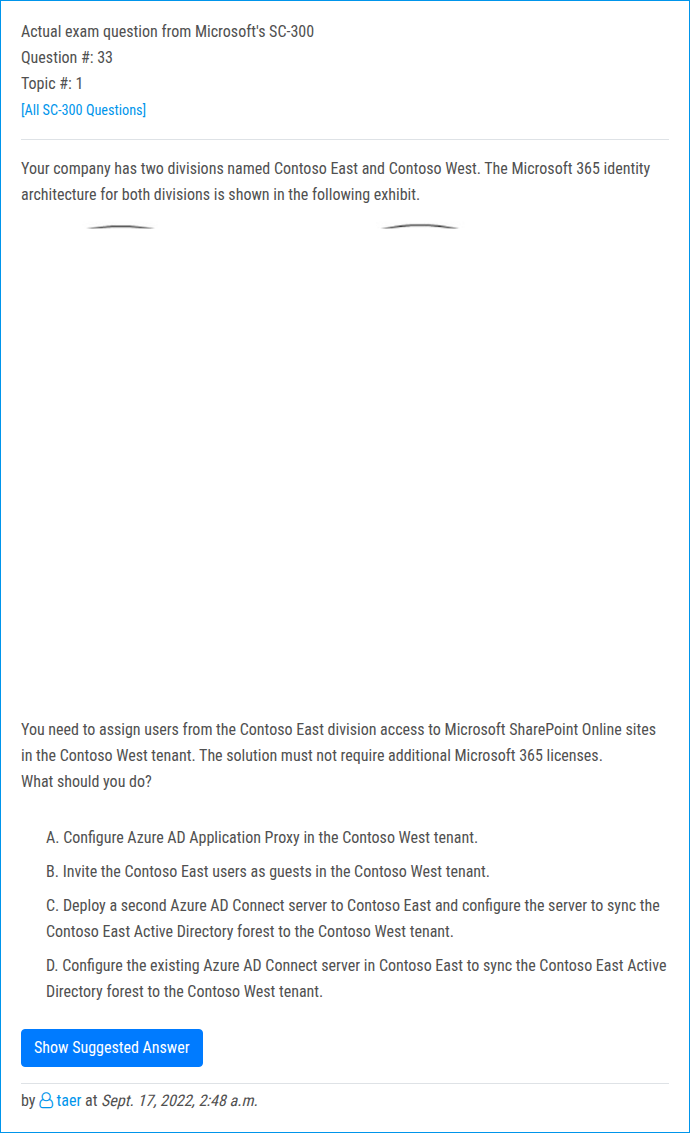 Actual exam question from Microsoft's SC-300
Question #: 33
Topic #: 1
[All SC-300 Questions]
Your company has two divisions named Contoso East and Contoso West. The Microsoft 365 identity
architecture for both divisions is shown in the following exhibit.
You need to assign users from the Contoso East division access to Microsoft SharePoint Online sites
in the Contoso West tenant. The solution must not require additional Microsoft 365 licenses.
What should you do?
A. Configure Azure AD Application Proxy in the Contoso West tenant.
B. Invite the Contoso East users as guests in the Contoso West tenant.
C. Deploy a second Azure AD Connect server to Contoso East and configure the server to sync the
Contoso East Active Directory forest to the Contoso West tenant.
D. Configure the existing Azure AD Connect server in Contoso East to sync the Contoso East Active
Directory forest to the Contoso West tenant.
Show Suggested Answer
by taer at Sept. 17, 2022, 2:48 a.m.